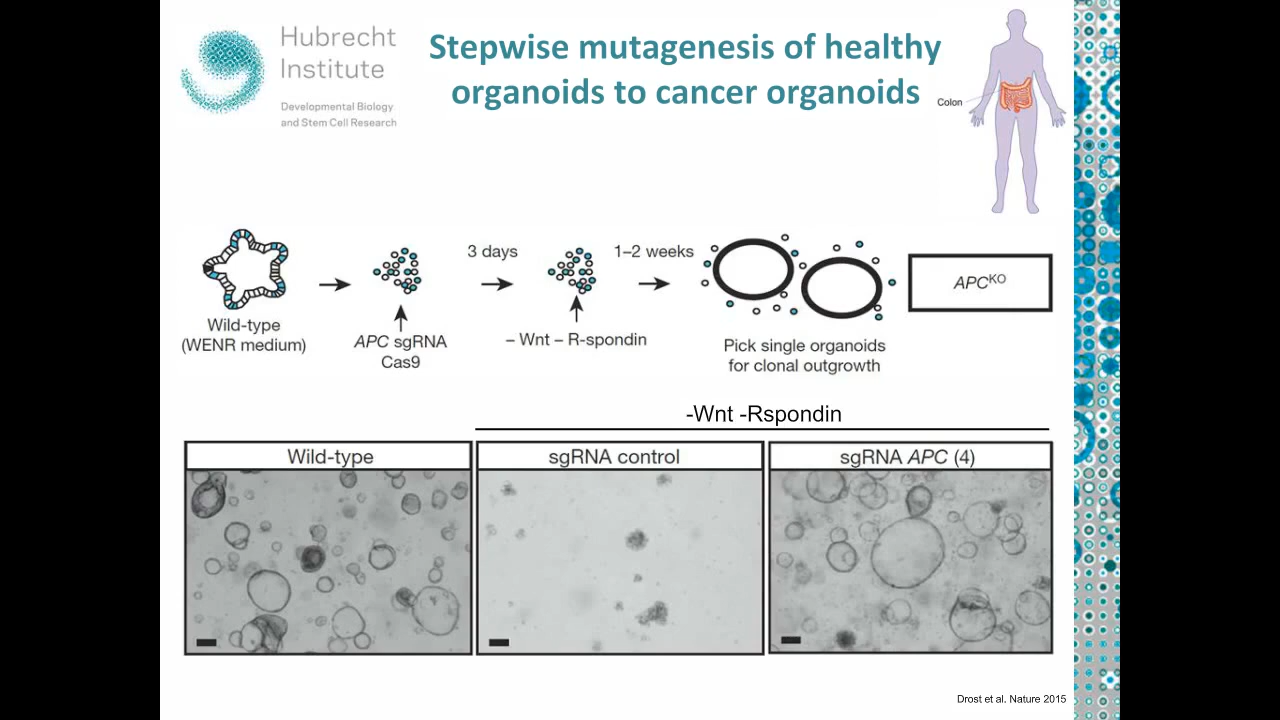 Hubrecht
Institute
Developmental Biology
and Stem Cell Research
Stepwise mutagenesis of healthy
organoids to cancer organoids
Colon
Wild-type
(WENR medium)
APC sgRNA
Cas9
3 days
– Wnt – R-spondin
1–2 weeks
Pick single organoids
for clonal outgrowth
APCKO
-Wnt -Rspondin
Wild-type
sgRNA control
sgRNA APC (4)
Drost et al. Nature 2015